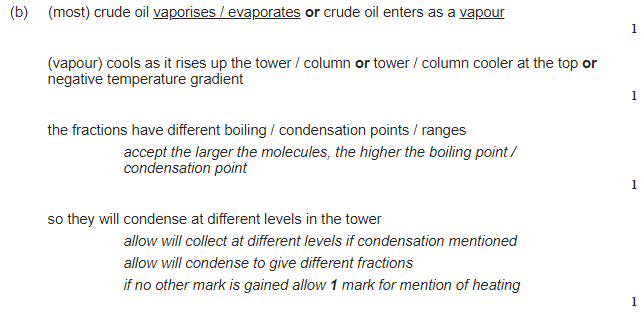 (b) (most) crude oil vaporises / evaporates or crude oil enters as a vapour
1
(vapour) cools as it rises up the tower / column or tower / column cooler at the top or
negative temperature gradient
1
the fractions have different boiling / condensation points / ranges
accept the larger the molecules, the higher the boiling point /
condensation point
1
so they will condense at different levels in the tower
allow will collect at different levels if condensation mentioned
allow will condense to give different fractions
if no other mark is gained allow 1 mark for mention of heating
1